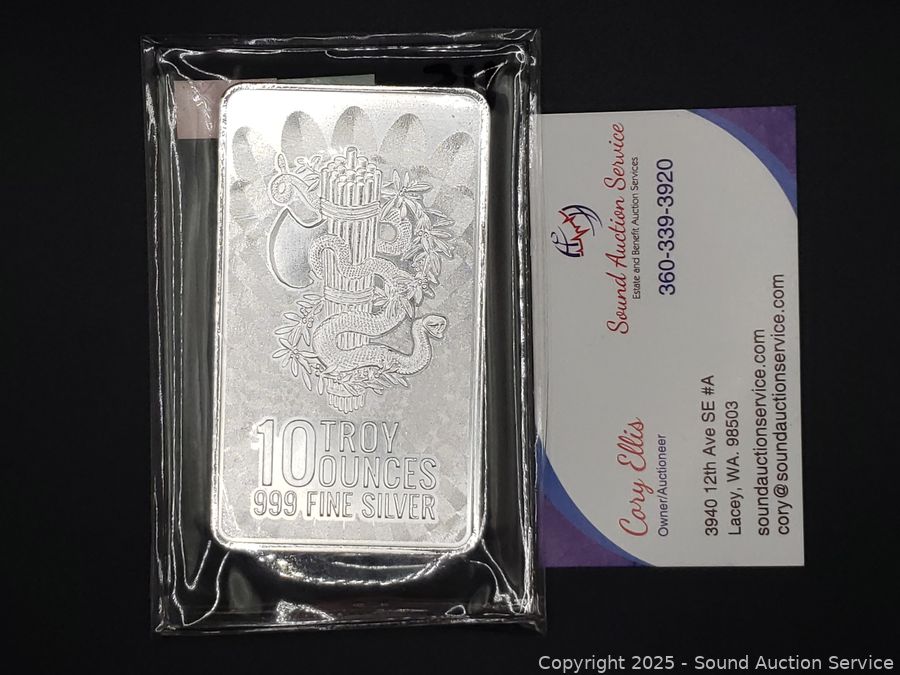 10 TROY
OUNCES
999 FINE SILVER
Sound Auction Service
Estate and Benefit Auction Services
360-339-3920
Cory Ellis
Owner/Auctioneer
3940 12th Ave SE #A
Lacey, WA. 98503
soundauctionservice.com
cory@soundauctionservice.com
Copyright 2025 - Sound Auction Service